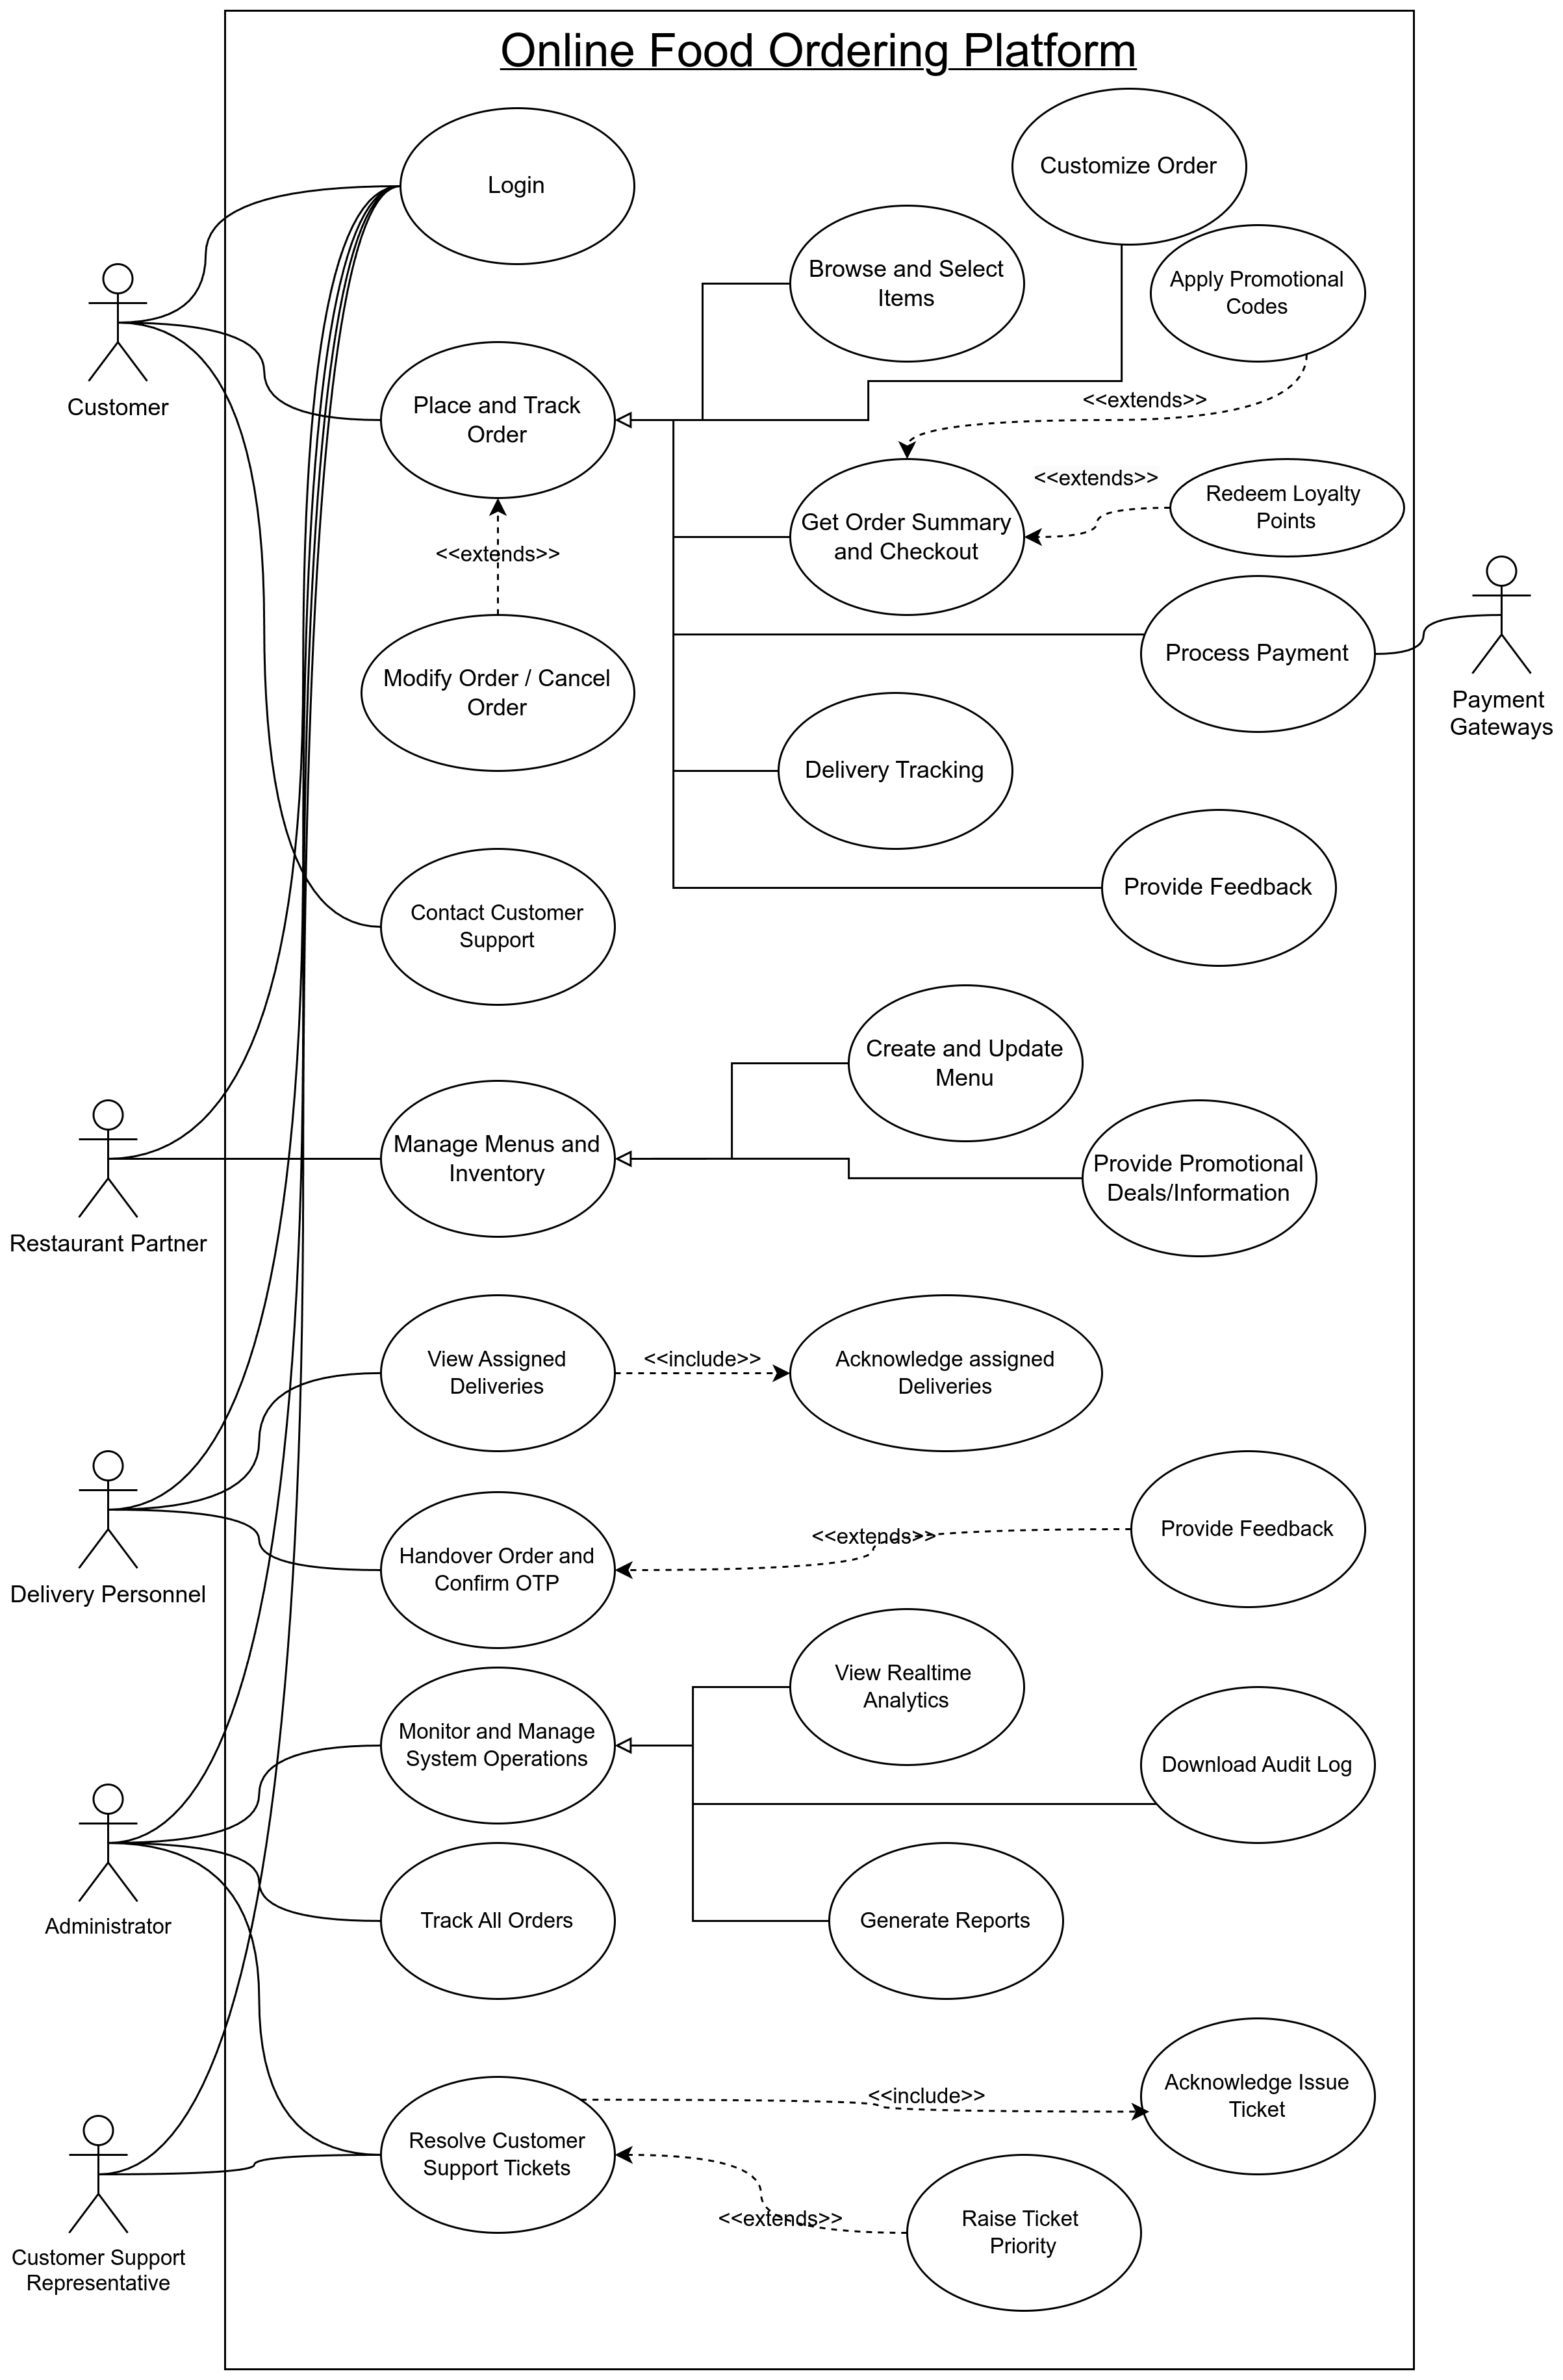 Online Food Ordering Platform
Login
Customize Order
Browse and Select
Items
Apply Promotional
Codes
Customer
Place and Track
Order
<<extends>>
<<extends>>
Redeem Loyalty
Points
Get Order Summary
and Checkout
<<extends>>
Process Payment
Payment
Gateways
Modify Order / Cancel
Order
Delivery Tracking
Provide Feedback
Contact Customer
Support
Create and Update
Menu
Manage Menus and
Inventory
Provide Promotional
Deals/Information
Restaurant Partner
View Assigned
Deliveries
<<include>>
Acknowledge assigned
Deliveries
Provide Feedback
<<extends>>
Handover Order and
Confirm OTP
Delivery Personnel
View Realtime
Analytics
Monitor and Manage
System Operations
Download Audit Log
Administrator
Track All Orders
Generate Reports
Acknowledge Issue
Ticket
<<include>>
Resolve Customer
Support Tickets
<<extends>>
Raise Ticket
Priority
Customer Support
Representative